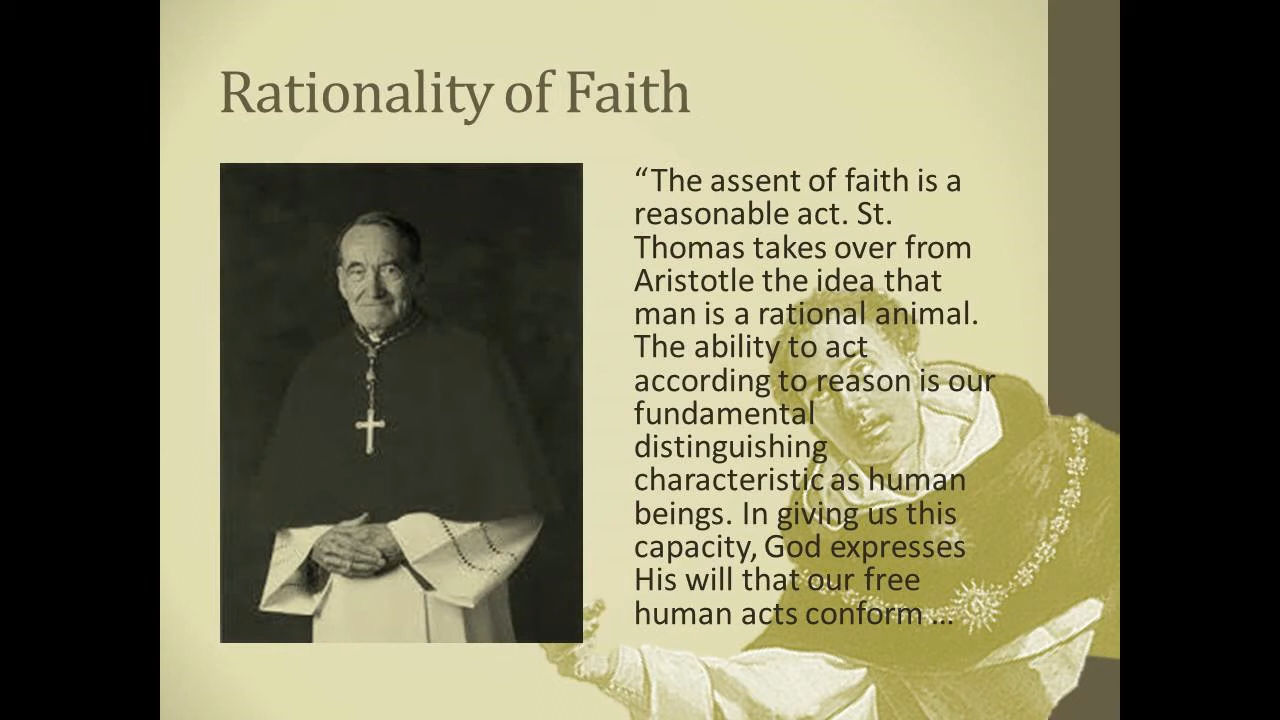 Rationality of Faith
“The assent of faith is a
reasonable act. St.
Thomas takes over from
Aristotle the idea that
man is a rational animal.
The ability to act
according to reason is our
fundamental
distinguishing
characteristic as human
beings. In giving us this
capacity, God expresses
His will that our free
human acts conform …